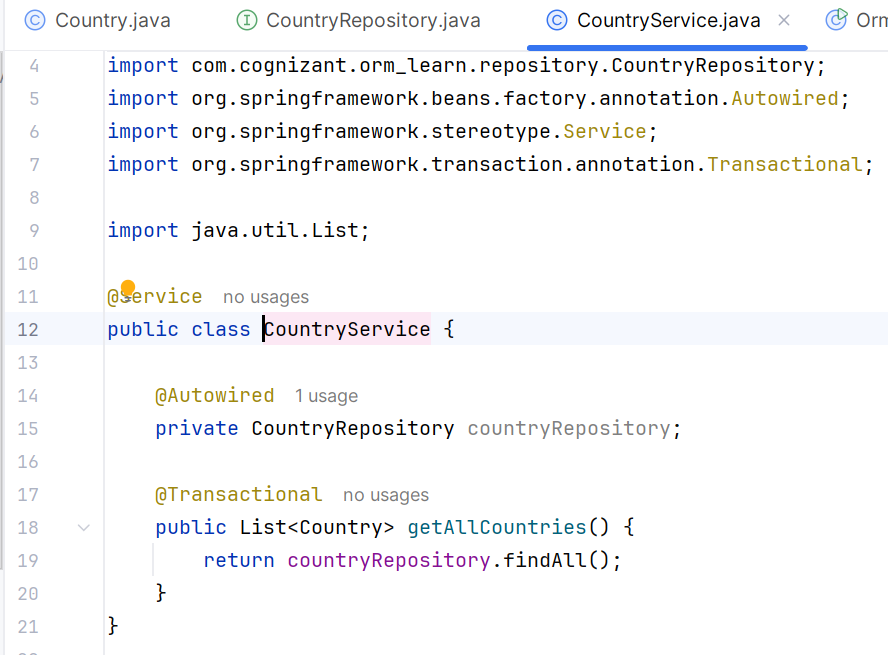 Country.java CountryRepository.java CountryService.java Orm
4 import com.cognizant.orm_learn.repository.CountryRepository;
5 import org.springframework.beans.factory.annotation.Autowired;
6 import org.springframework.stereotype.Service;
7 import org.springframework.transaction.annotation.Transactional;
8
9 import java.util.List;
10
11 @Service no usages
12 public class CountryService {
13
14 @Autowired 1 usage
15 private CountryRepository countryRepository;
16
17 @Transactional no usages
18 public List<Country> getAllCountries() {
19 return countryRepository.findAll();
20 }
21 }